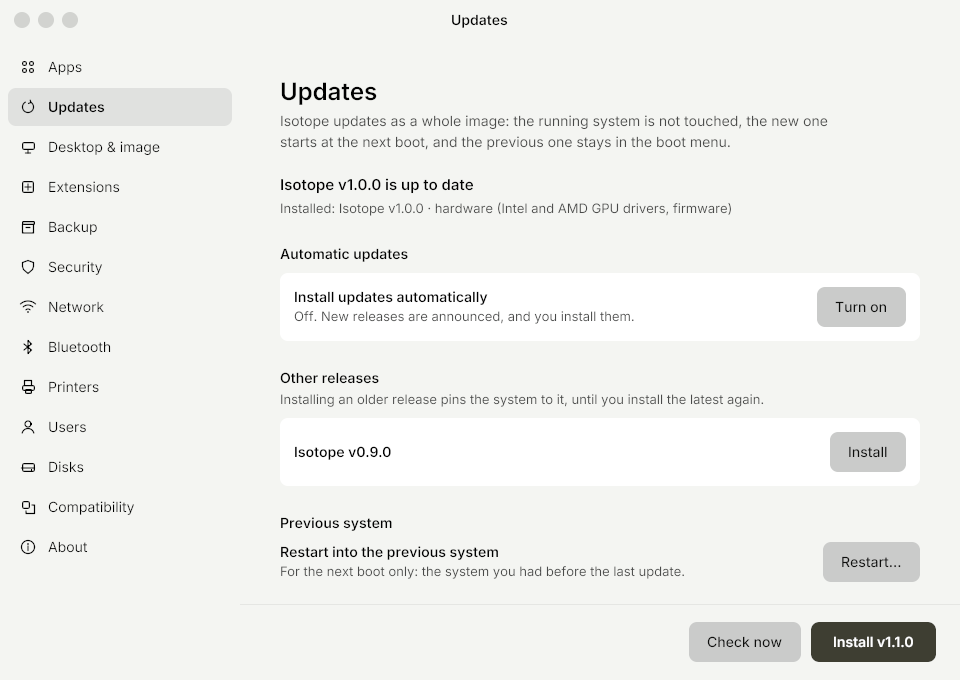 Updates
Apps
Updates
Desktop & image
Extensions
Backup
Security
Network
Bluetooth
Printers
Users
Disks
Compatibility
About
Updates
Isotope updates as a whole image: the running system is not touched, the new one
starts at the next boot, and the previous one stays in the boot menu.
Isotope v1.0.0 is up to date
Installed: Isotope v1.0.0 · hardware (Intel and AMD GPU drivers, firmware)
Automatic updates
Install updates automatically
Off. New releases are announced, and you install them.
Turn on
Other releases
Installing an older release pins the system to it, until you install the latest again.
Isotope v0.9.0
Install
Previous system
Restart into the previous system
For the next boot only: the system you had before the last update.
Restart...
Check now
Install v1.1.0